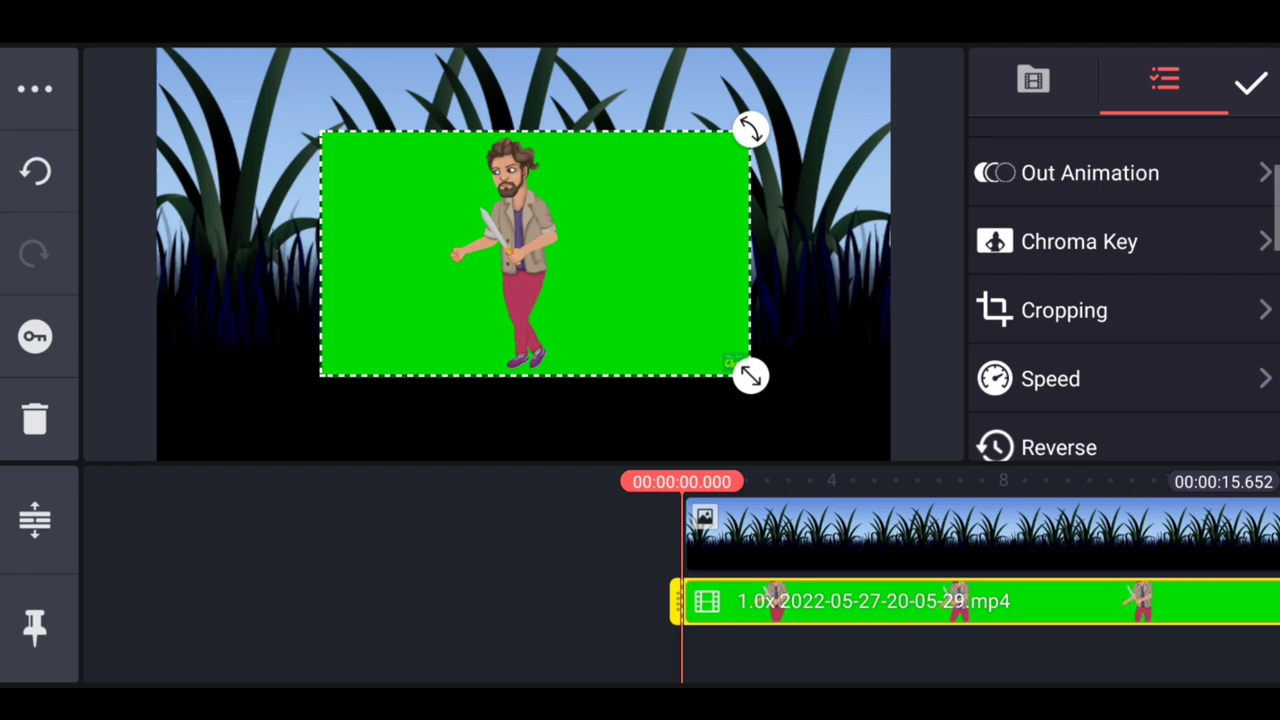 Out Animation
Chroma Key
Cropping
Speed
Reverse
00:00:00.000
4
8
00:00:15.652
1.0x 2022-05-27-20-05-29.mp4